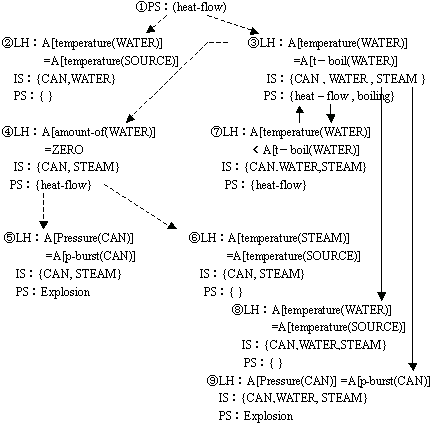 ①PS：(heat-flow)
②LH：A[temperature(WATER)]
=A[temperature(SOURCE)]
IS：{CAN,WATER}
PS：{ }
③LH：A[temperature(WATER)]
=A[t−boil(WATER)]
IS：{CAN , WATER , STEAM }
PS：{heat－flow , boiling}
④LH：A[amount-of(WATER)]
=ZERO
IS：{CAN, STEAM}
PS：{heat-flow}
⑦LH：A[temperature(WATER)]
＜A[t−boil(WATER)]
IS：{CAN.WATER,STEAM}
PS：{heat-flow}
⑤LH：A[Pressure(CAN)]
=A[p-burst(CAN)]
IS：{CAN, STEAM}
PS：Explosion
⑥LH：A[temperature(STEAM)]
=A[temperature(SOURCE)]
IS：{CAN, STEAM}
PS：{ }
⑧LH：A[temperature(WATER)]
=A[temperature(SOURCE)]
IS：{CAN,WATER,STEAM}
PS：{ }
⑨LH：A[Pressure(CAN)] =A[p-burst(CAN)]
IS：{CAN,WATER, STEAM}
PS：Explosion